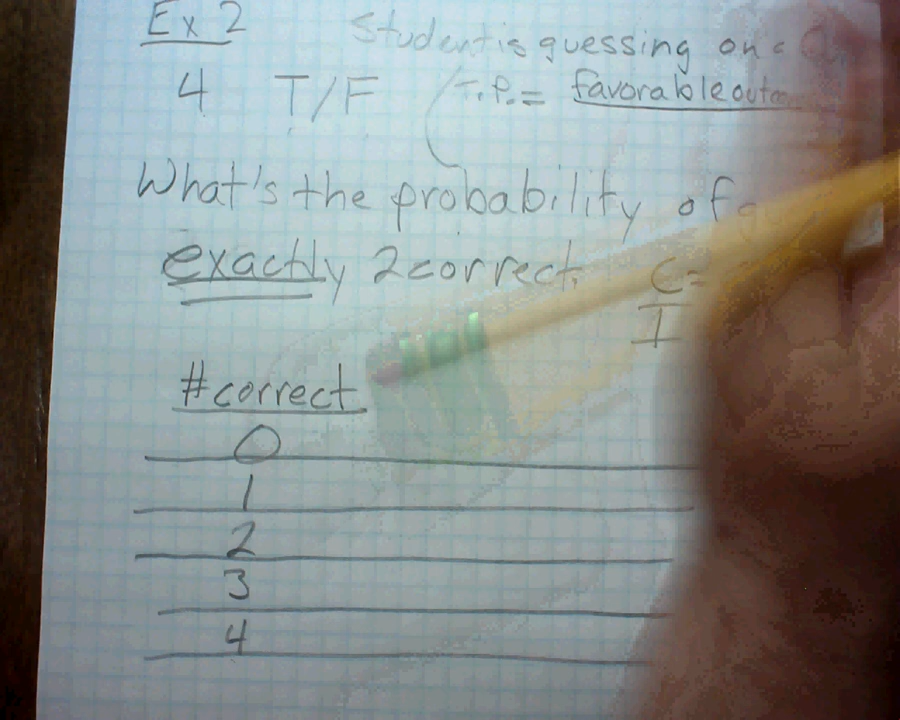 Ex 2
Student is guessing on a
4 T/F
T.P. = favorable
What's the probability of
exactly 2 correct.
C=
I
#correct
0
1
2
3
4